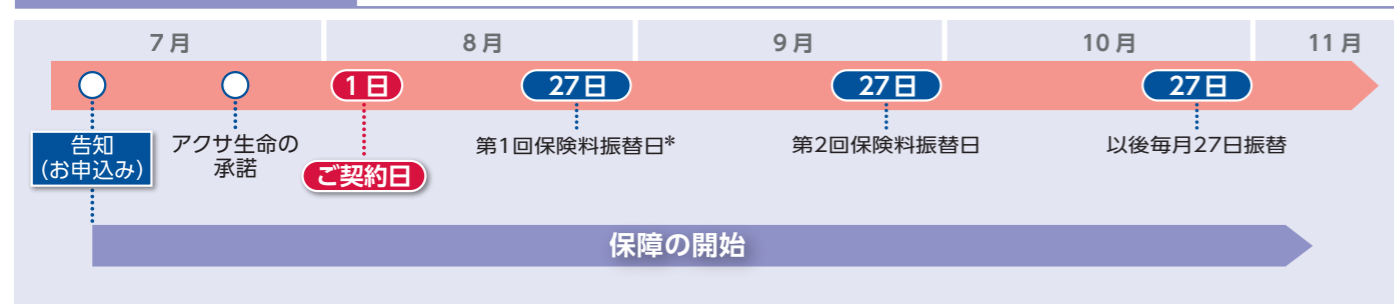 7月
8月
9月
10月
11月
1日
27日
27日
27日
告知
(お申込み)
アクサ生命の
承諾
ご契約日
第1回保険料振替日*
第2回保険料振替日
以後毎月27日振替
保障の開始